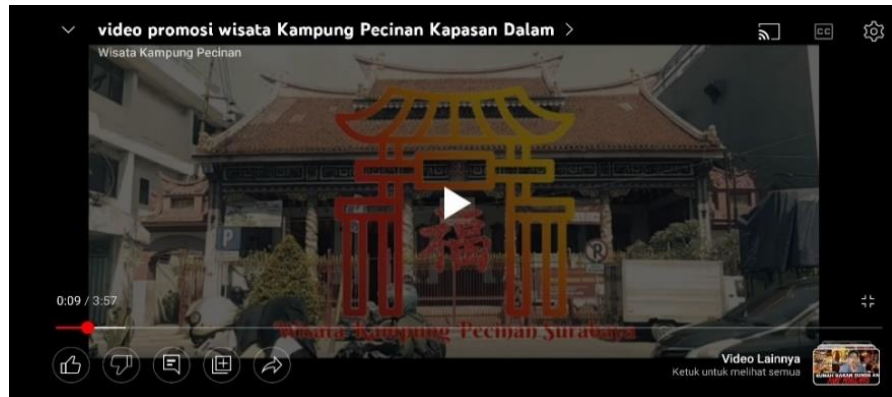 video promosi wisata Kampung Pecinan Kapasan Dalam
Wisata Kampung Pecinan
CC
P
福
R
0:09 / 3:57
Wisata Kampung Pecinan Surabaya
Video Lainnya
Ketuk untuk melihat semua